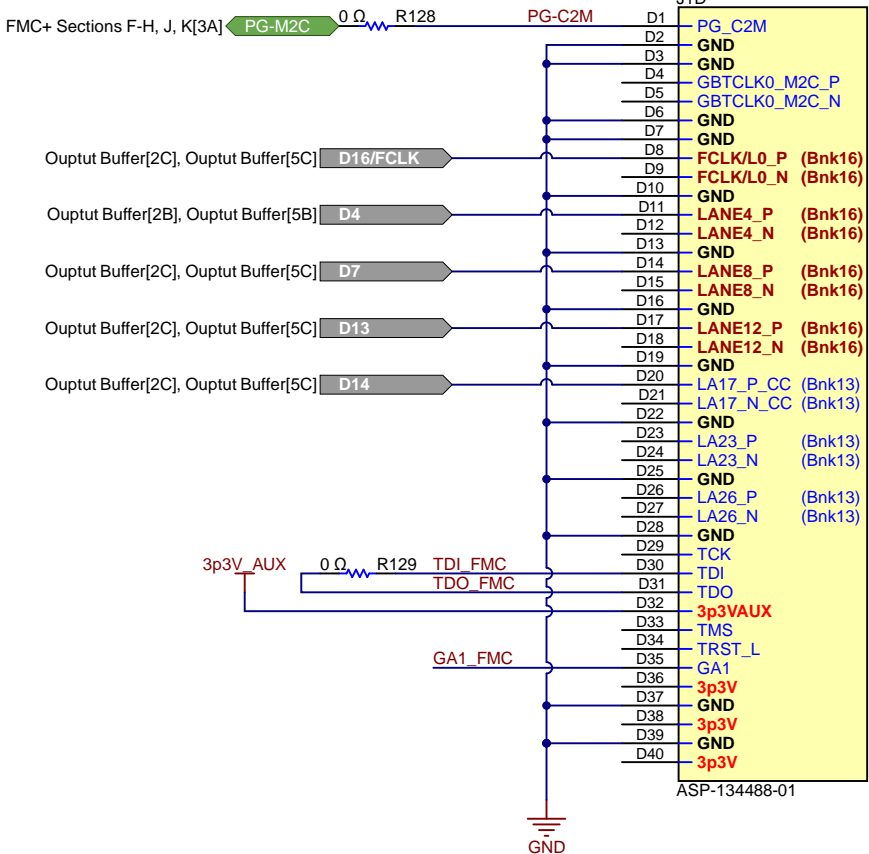 J1D
FMC+ Sections F-H, J, K[3A] PG-M2C 0 Ω R128 PG-C2M D1 PG_C2M
D2 GND
D3 GND
D4 GBTCLK0_M2C_P
D5 GBTCLK0_M2C_N
D6 GND
D7 GND
Ouptut Buffer[2C], Ouptut Buffer[5C] D16/FCLK D8 FCLK/L0_P (Bnk16)
D9 FCLK/L0_N (Bnk16)
D10 GND
Ouptut Buffer[2B], Ouptut Buffer[5B] D4 D11 LANE4_P (Bnk16)
D12 LANE4_N (Bnk16)
D13 GND
Ouptut Buffer[2C], Ouptut Buffer[5C] D7 D14 LANE8_P (Bnk16)
D15 LANE8_N (Bnk16)
D16 GND
Ouptut Buffer[2C], Ouptut Buffer[5C] D13 D17 LANE12_P (Bnk16)
D18 LANE12_N (Bnk16)
D19 GND
Ouptut Buffer[2C], Ouptut Buffer[5C] D14 D20 LA17_P_CC (Bnk13)
D21 LA17_N_CC (Bnk13)
D22 GND
D23 LA23_P (Bnk13)
D24 LA23_N (Bnk13)
D25 GND
D26 LA26_P (Bnk13)
D27 LA26_N (Bnk13)
D28 GND
D29 TCK
3p3V_AUX 0 Ω R129 TDI_FMC D30 TDI
TDO_FMC D31 TDO
D32 3p3VAUX
D33 TMS
D34 TRST_L
GA1_FMC D35 GA1
D36 3p3V
D37 GND
D38 3p3V
D39 GND
D40 3p3V
ASP-134488-01
GND